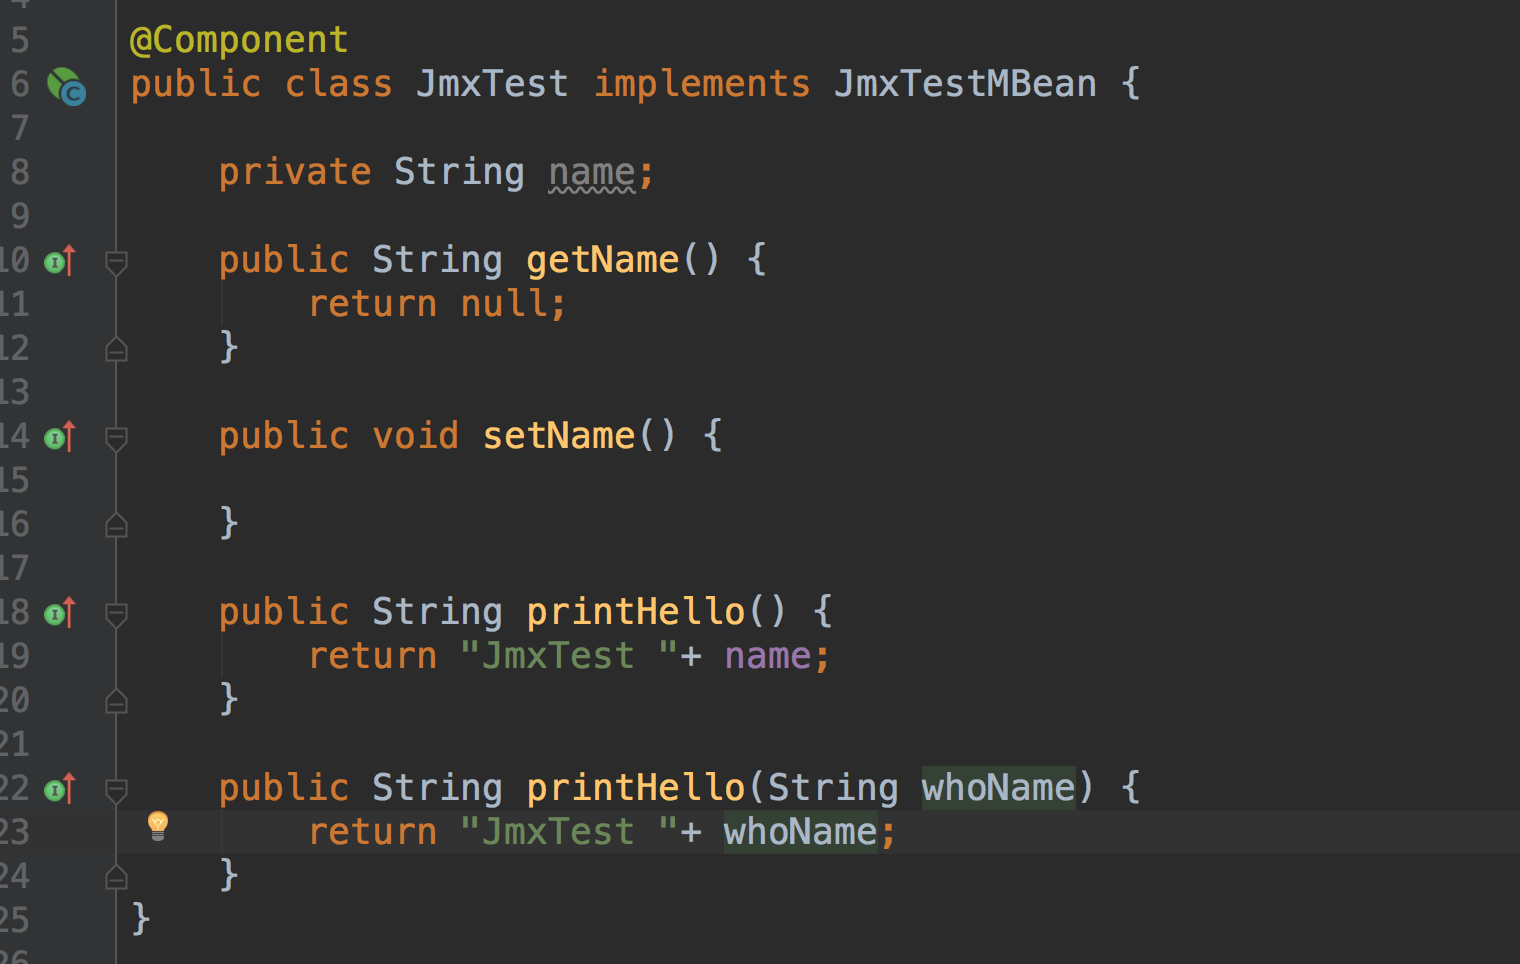 5 @Component
6 public class JmxTest implements JmxTestMBean {
7
8 private String name;
9
10 public String getName() {
11 return null;
12 }
13
14 public void setName() {
15
16 }
17
18 public String printHello() {
19 return "JmxTest "+ name;
20 }
21
22 public String printHello(String whoName) {
23 return "JmxTest "+ whoName;
24 }
25 }
26